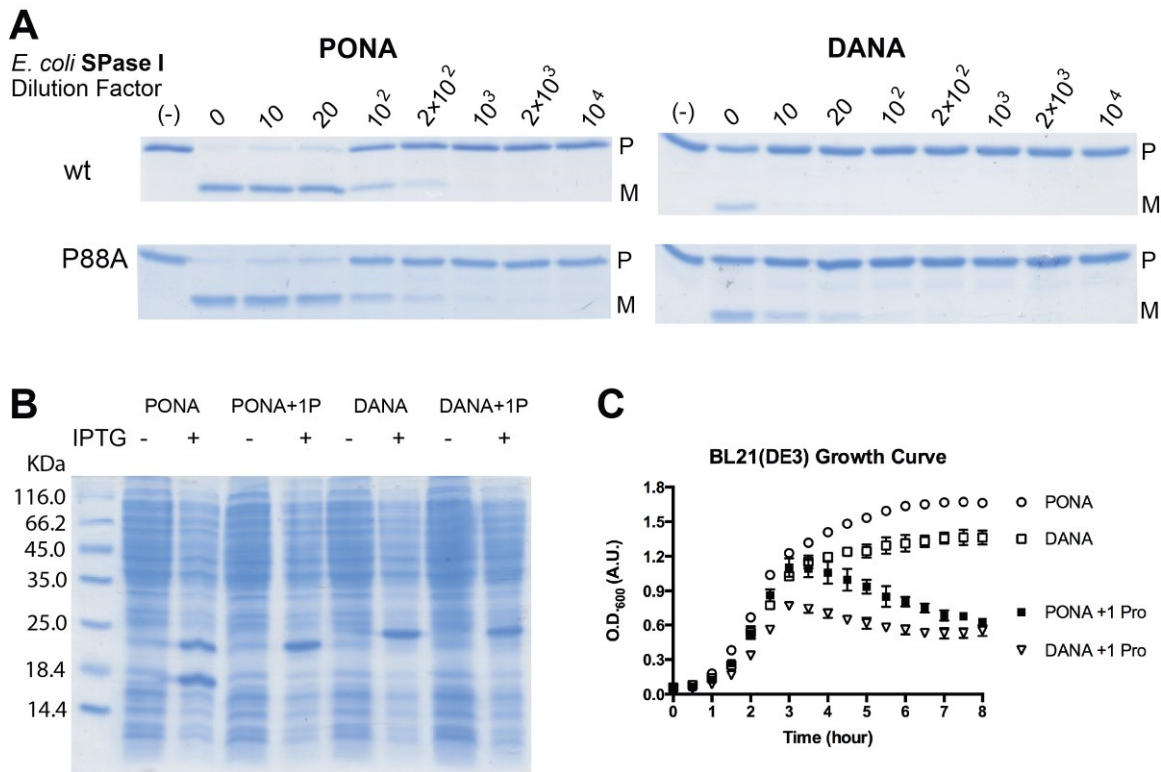 A
E. coli SPase I
Dilution Factor
PONA
DANA
(-) 0 10 20 10² 2×10² 10³ 2×10³ 10⁴
(-) 0 10 20 10² 2×10² 10³ 2×10³ 10⁴
wt
P
M
P
M
P88A
P
M
P
M
B
PONA PONA+1P DANA DANA+1P
IPTG - + - + - + - +
KDa
116.0
66.2
45.0
35.0
25.0
18.4
14.4
C
BL21(DE3) Growth Curve
O.D.600 (A.U.)
1.8
1.5
1.2
0.9
0.6
0.3
0.0
0 1 2 3 4 5 6 7 8
Time (hour)
PONA
DANA
PONA +1 Pro
DANA +1 Pro